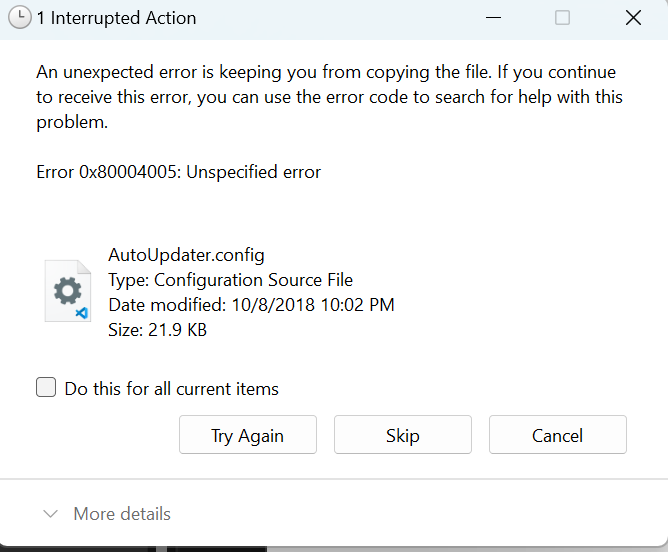 1 Interrupted Action
An unexpected error is keeping you from copying the file. If you continue
to receive this error, you can use the error code to search for help with this
problem.
Error 0x80004005: Unspecified error
AutoUpdater.config
Type: Configuration Source File
Date modified: 10/8/2018 10:02 PM
Size: 21.9 KB
Do this for all current items
Try Again Skip Cancel
More details